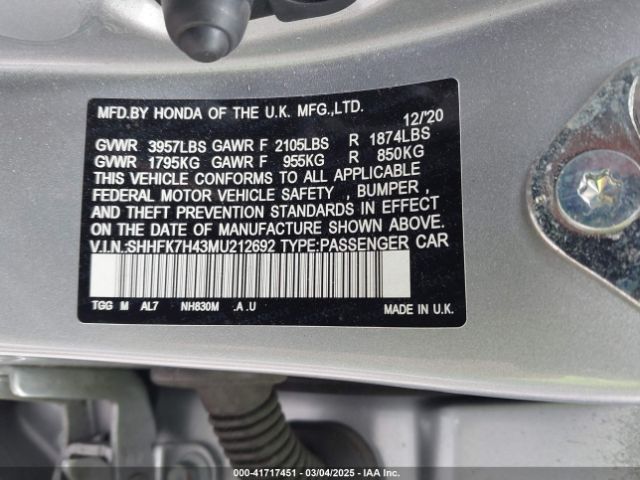 MFD.BY HONDA OF THE U.K. MFG.,LTD. 12/'20
GVWR 3957LBS GAWR F 2105LBS R 1874LBS
GVWR 1795KG GAWR F 955KG R 850KG
THIS VEHICLE CONFORMS TO ALL APPLICABLE
FEDERAL MOTOR VEHICLE SAFETY , BUMPER ,
AND THEFT PREVENTION STANDARDS IN EFFECT
ON THE DATE OF MANUFACTURE SHOWN ABOVE.
V.I.N.:SHHFK7H43MU212692 TYPE:PASSENGER CAR
TGG M AL7 NH830M .A .U MADE IN U.K.
000-41717451 | 03/04/2025 | IAA Inc.